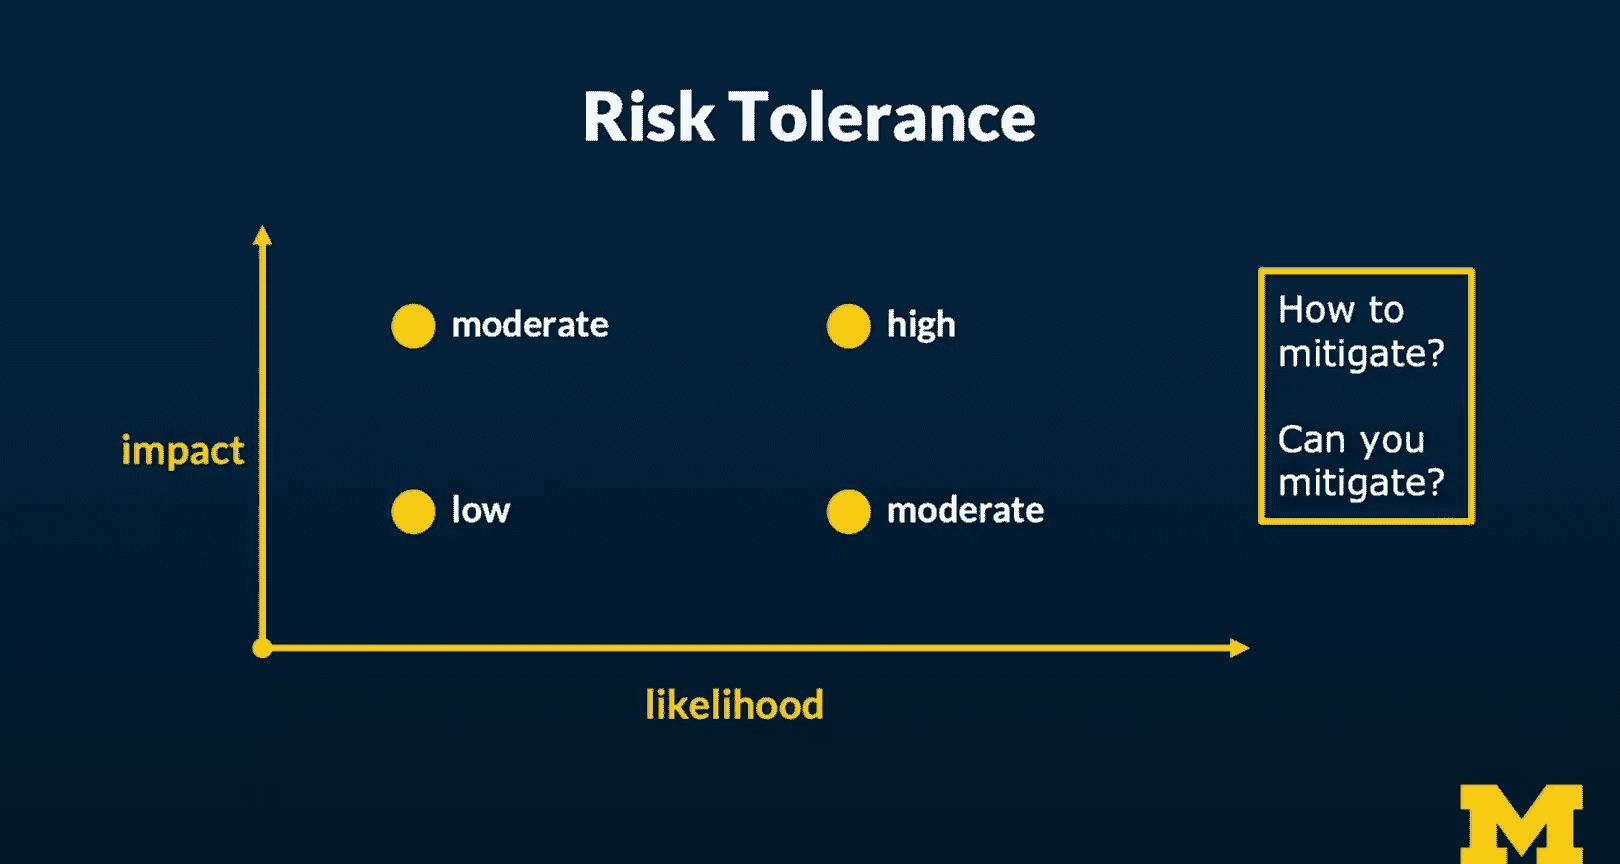 Risk Tolerance
moderate
high
How to
mitigate?
impact
Can you
mitigate?
low
moderate
likelihood
M